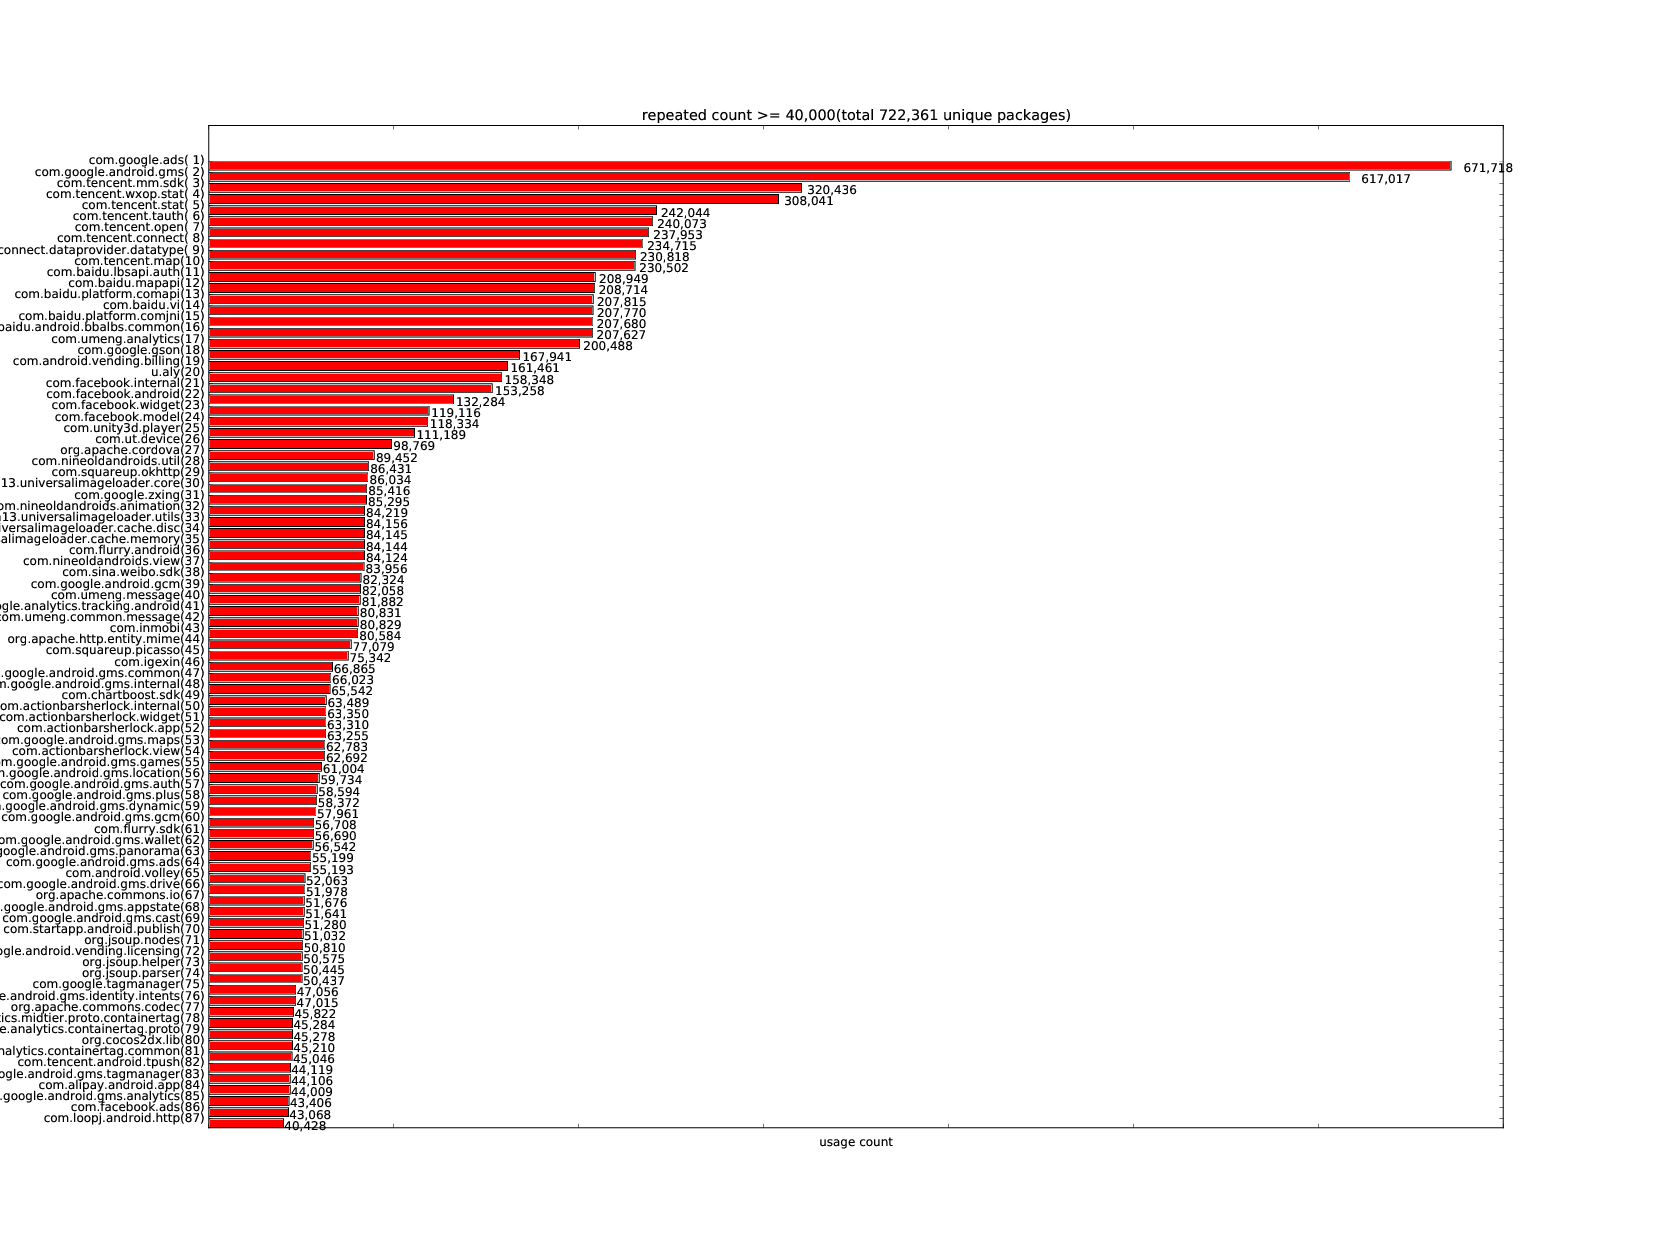 repeated count >= 40,000(total 722,361 unique packages)
com.google.ads( 1) 671,718
com.google.android.gms( 2) 617,017
com.tencent.mm.sdk( 3) 320,436
com.tencent.wxop.stat( 4) 308,041
com.tencent.stat( 5) 242,044
com.tencent.tauth( 6) 240,073
com.tencent.open( 7) 237,953
com.tencent.connect( 8) 234,715
connect.dataprovider.datatype( 9) 230,818
com.tencent.map(10) 230,502
com.baidu.lbsapi.auth(11) 208,949
com.baidu.mapapi(12) 208,714
com.baidu.platform.comapi(13) 207,815
com.baidu.vi(14) 207,770
com.baidu.platform.comjni(15) 207,680
baidu.android.bbalbs.common(16) 207,627
com.umeng.analytics(17) 200,488
com.google.gson(18) 167,941
com.android.vending.billing(19) 161,461
u.aly(20) 158,348
com.facebook.internal(21) 153,258
com.facebook.android(22) 132,284
com.facebook.widget(23) 119,116
com.facebook.model(24) 118,334
com.unity3d.player(25) 111,189
com.ut.device(26) 98,769
org.apache.cordova(27) 89,452
com.nineoldandroids.util(28) 86,431
com.squareup.okhttp(29) 86,034
13.universalimageloader.core(30) 85,416
com.google.zxing(31) 85,295
om.nineoldandroids.animation(32) 84,219
13.universalimageloader.utils(33) 84,156
iversalimageloader.cache.disc(34) 84,145
alimageloader.cache.memory(35) 84,144
com.flurry.android(36) 84,124
com.nineoldandroids.view(37) 83,956
com.sina.weibo.sdk(38) 82,324
com.google.android.gcm(39) 82,058
com.umeng.message(40) 81,882
gle.analytics.tracking.android(41) 80,831
om.umeng.common.message(42) 80,829
com.inmobi(43) 80,584
org.apache.http.entity.mime(44) 77,079
com.squareup.picasso(45) 75,342
com.igexin(46) 66,865
.google.android.gms.common(47) 66,023
m.google.android.gms.internal(48) 65,542
com.chartboost.sdk(49) 63,489
om.actionbarsherlock.internal(50) 63,350
com.actionbarsherlock.widget(51) 63,310
com.actionbarsherlock.app(52) 63,255
om.google.android.gms.maps(53) 62,783
com.actionbarsherlock.view(54) 62,692
m.google.android.gms.games(55) 61,004
.google.android.gms.location(56) 59,734
com.google.android.gms.auth(57) 58,594
com.google.android.gms.plus(58) 58,372
.google.android.gms.dynamic(59) 57,961
com.google.android.gms.gcm(60) 56,708
com.flurry.sdk(61) 56,690
om.google.android.gms.wallet(62) 56,542
google.android.gms.panorama(63) 55,199
com.google.android.gms.ads(64) 55,193
com.android.volley(65) 52,063
com.google.android.gms.drive(66) 51,978
org.apache.commons.io(67) 51,676
.google.android.gms.appstate(68) 51,641
com.google.android.gms.cast(69) 51,280
com.startapp.android.publish(70) 51,032
org.jsoup.nodes(71) 50,810
ogle.android.vending.licensing(72) 50,575
org.jsoup.helper(73) 50,445
org.jsoup.parser(74) 50,437
com.google.tagmanager(75) 47,056
e.android.gms.identity.intents(76) 47,015
org.apache.commons.codec(77) 45,822
ics.midtier.proto.containertag(78) 45,284
e.analytics.containertag.proto(79) 45,278
org.cocos2dx.lib(80) 45,210
nalytics.containertag.common(81) 45,046
com.tencent.android.tpush(82) 44,119
ogle.android.gms.tagmanager(83) 44,106
com.alipay.android.app(84) 44,009
.google.android.gms.analytics(85) 43,406
com.facebook.ads(86) 43,068
com.loopj.android.http(87) 40,428
usage count